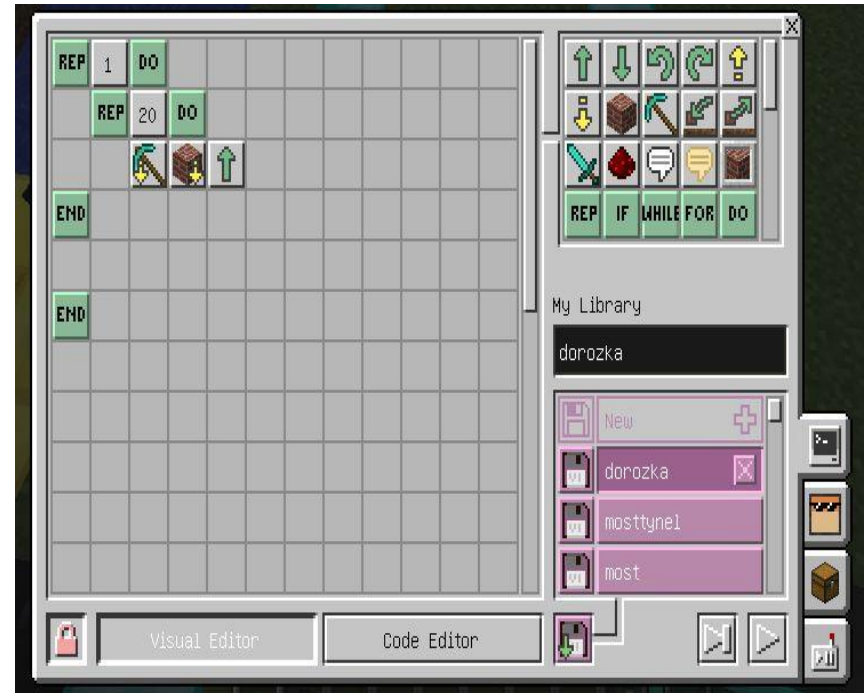 REP 1 DO
REP 20 DO
END
END
REP IF WHILE FOR DO
My Library
dorozka
New
dorozka
mosttynel
most
Visual Editor
Code Editor